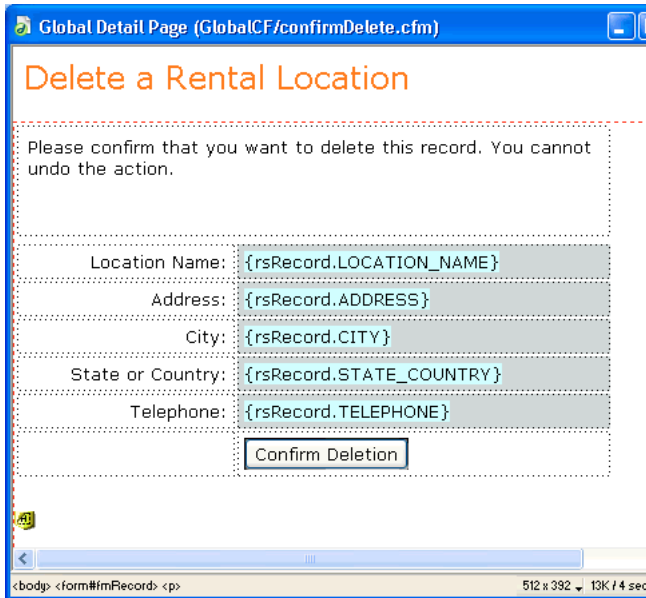 Global Detail Page (GlobalCF/confirmDelete.cfm)
Delete a Rental Location
Please confirm that you want to delete this record. You cannot
undo the action.
Location Name: {rsRecord.LOCATION_NAME}
Address: {rsRecord.ADDRESS}
City: {rsRecord.CITY}
State or Country: {rsRecord.STATE_COUNTRY}
Telephone: {rsRecord.TELEPHONE}
Confirm Deletion
<body> <form#fmRecord> <p> 512 x 392 13K / 4 sec